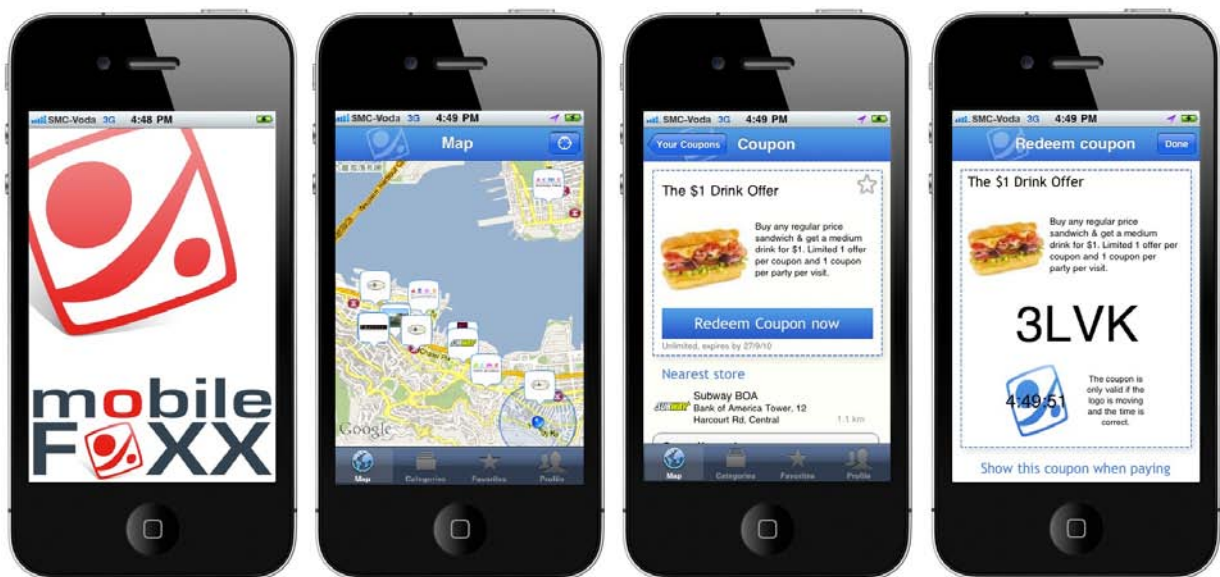 SMC-Voda 3G 4:48 PM
mobile
FOXX
SMC-Voda 3G 4:49 PM
Map
Google
Map Categories Favorites Profile
SMC-Voda 3G 4:49 PM
Your Coupons Coupon
The $1 Drink Offer
Buy any regular price
sandwich & get a medium
drink for $1. Limited 1 offer
per coupon and 1 coupon
per party per visit.
Redeem Coupon now
Unlimited, expires by 27/9/10
Nearest store
SUBWAY
Subway BOA
Bank of America Tower, 12
Harcourt Rd, Central
1.1 km
Map Categories Favorites Profile
SMC-Voda 3G 4:49 PM
Redeem coupon Done
The $1 Drink Offer
Buy any regular price
sandwich & get a medium
drink for $1. Limited 1 offer per
coupon and 1 coupon
per party per visit.
3LVK
4:49:51
The coupon is
only valid if the
logo is moving
and the time is
correct.
Show this coupon when paying